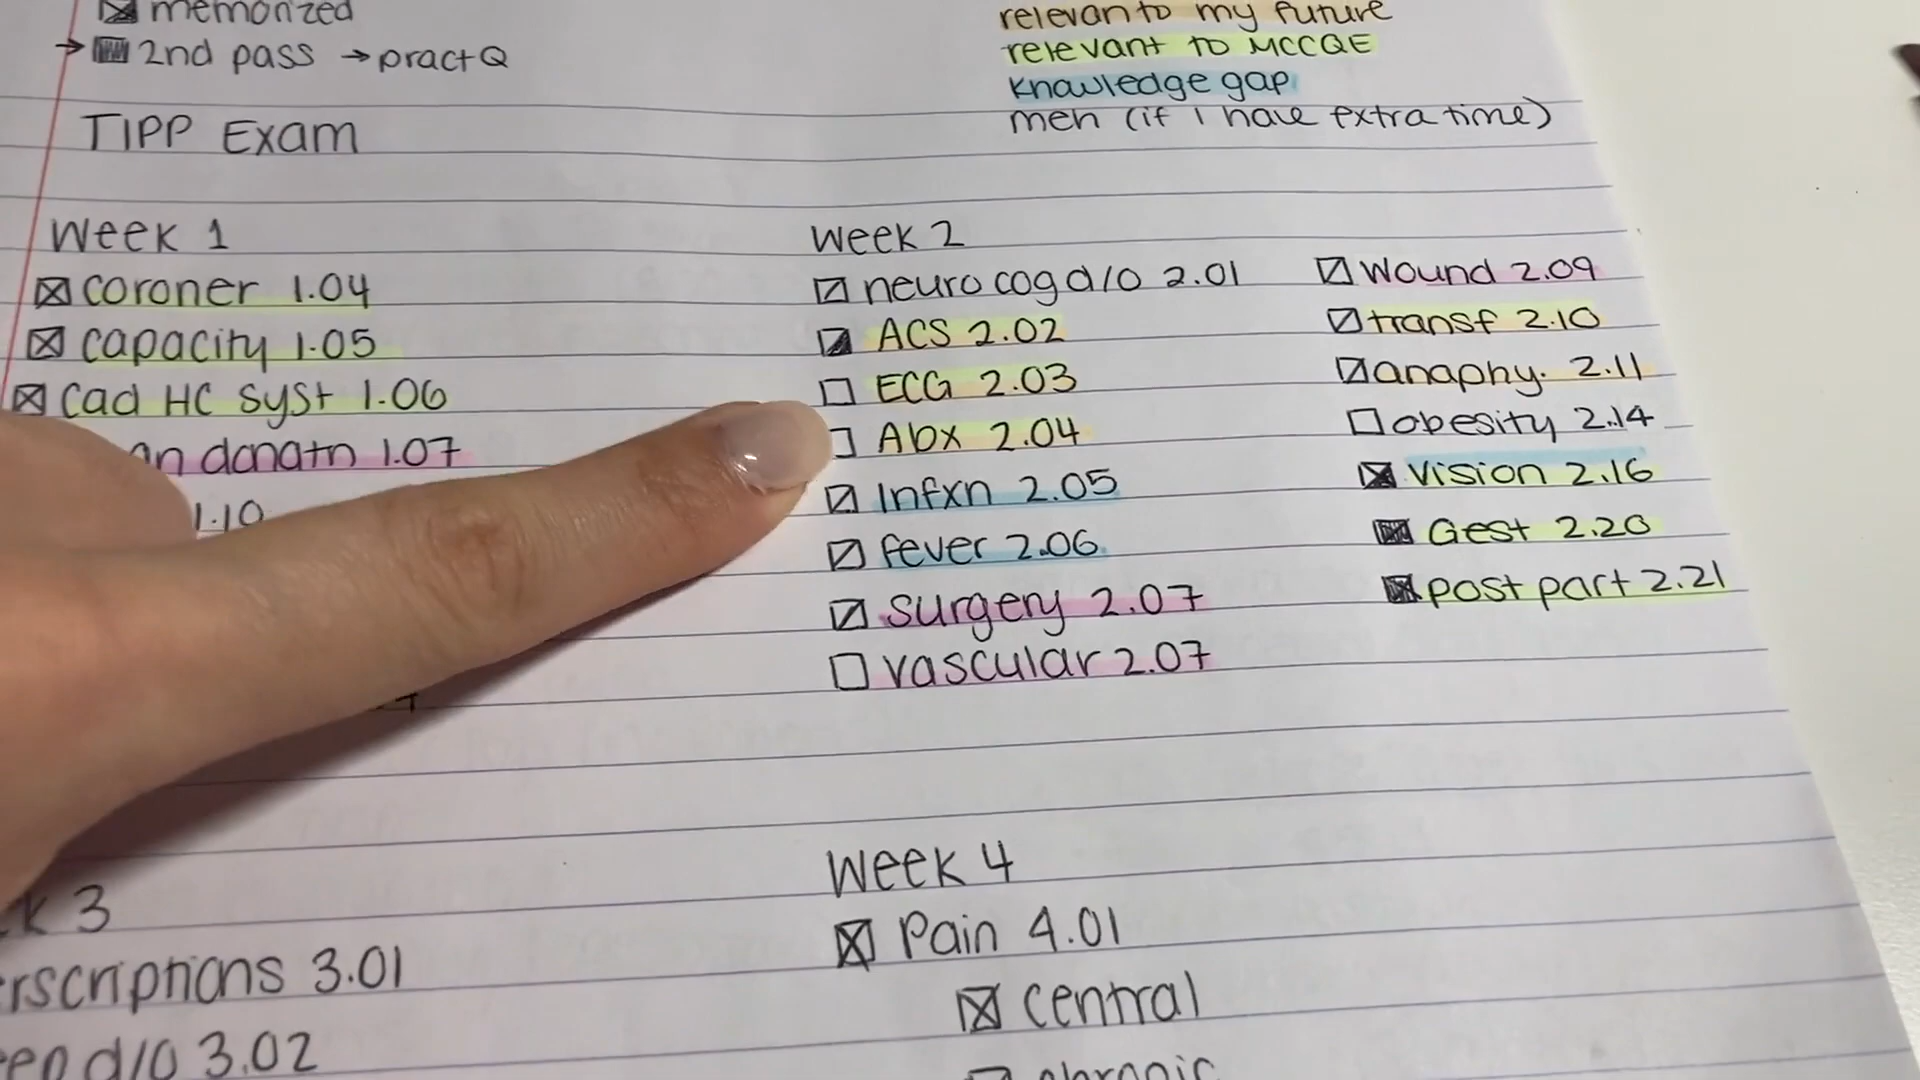 memorized
2nd pass → practQ
relevant to my future
relevant to MCCQE
knowledge gap
meh (if I have extra time)
TIPP Exam
Week 1
coroner 1.04
capacity 1.05
Cad HC Syst 1.06
an donatn 1.07
1.10
Week 2
neurocog d/o 2.01
ACS 2.02
ECG 2.03
Abx 2.04
Infxn 2.05
fever 2.06
surgery 2.07
vascular 2.07
Wound 2.09
transf 2.10
anaphy. 2.11
obesity 2.14
Vision 2.16
Gest 2.20
post part 2.21
k 3
rscriptions 3.01
d/o 3.02
Week 4
Pain 4.01
central
chronic